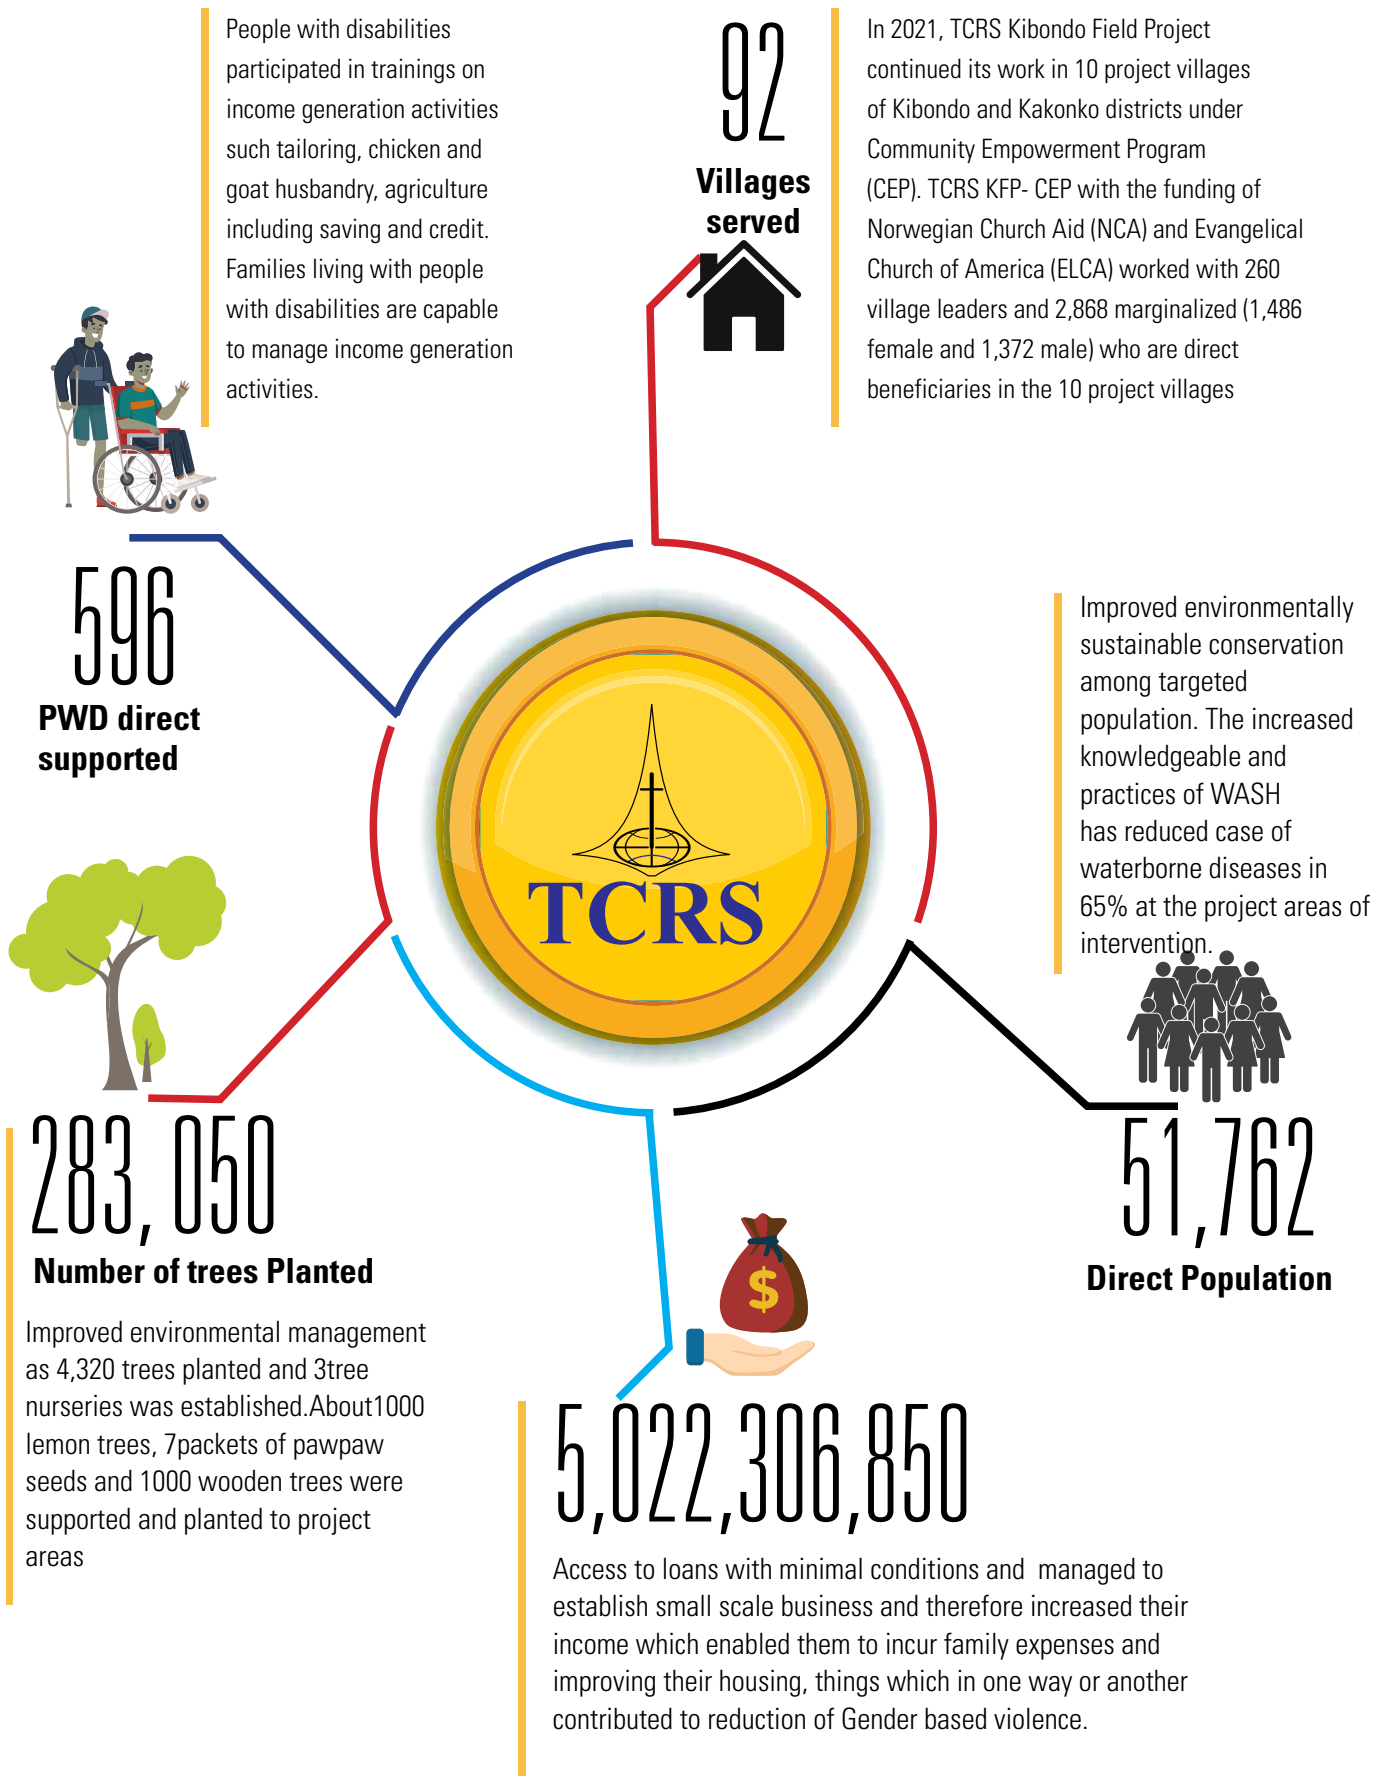 People with disabilities
participated in trainings on
income generation activities
such tailoring, chicken and
goat husbandry, agriculture
including saving and credit.
Families living with people
with disabilities are capable
to manage income generation
activities.
92
Villages
served
In 2021, TCRS Kibondo Field Project
continued its work in 10 project villages
of Kibondo and Kakonko districts under
Community Empowerment Program
(CEP). TCRS KFP- CEP with the funding of
Norwegian Church Aid (NCA) and Evangelical
Church of America (ELCA) worked with 260
village leaders and 2,868 marginalized (1,486
female and 1,372 male) who are direct
beneficiaries in the 10 project villages
596
PWD direct
supported
Improved environmentally
sustainable conservation
among targeted
population. The increased
knowledgeable and
practices of WASH
has reduced case of
waterborne diseases in
65% at the project areas of
intervention.
TCRS
283, 050
Number of trees Planted
Improved environmental management
as 4,320 trees planted and 3tree
nurseries was established.About1000
lemon trees, 7packets of pawpaw
seeds and 1000 wooden trees were
supported and planted to project
areas
51,762
Direct Population
$
5,022,306,850
Access to loans with minimal conditions and  managed to
establish small scale business and therefore increased their
income which enabled them to incur family expenses and
improving their housing, things which in one way or another
contributed to reduction of Gender based violence.